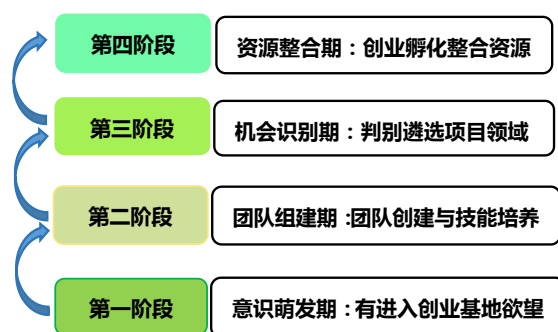 第四阶段
资源整合期：创业孵化整合资源
第三阶段
机会识别期：判别遴选项目领域
第二阶段
团队组建期：团队创建与技能培养
第一阶段
意识萌发期：有进入创业基地欲望